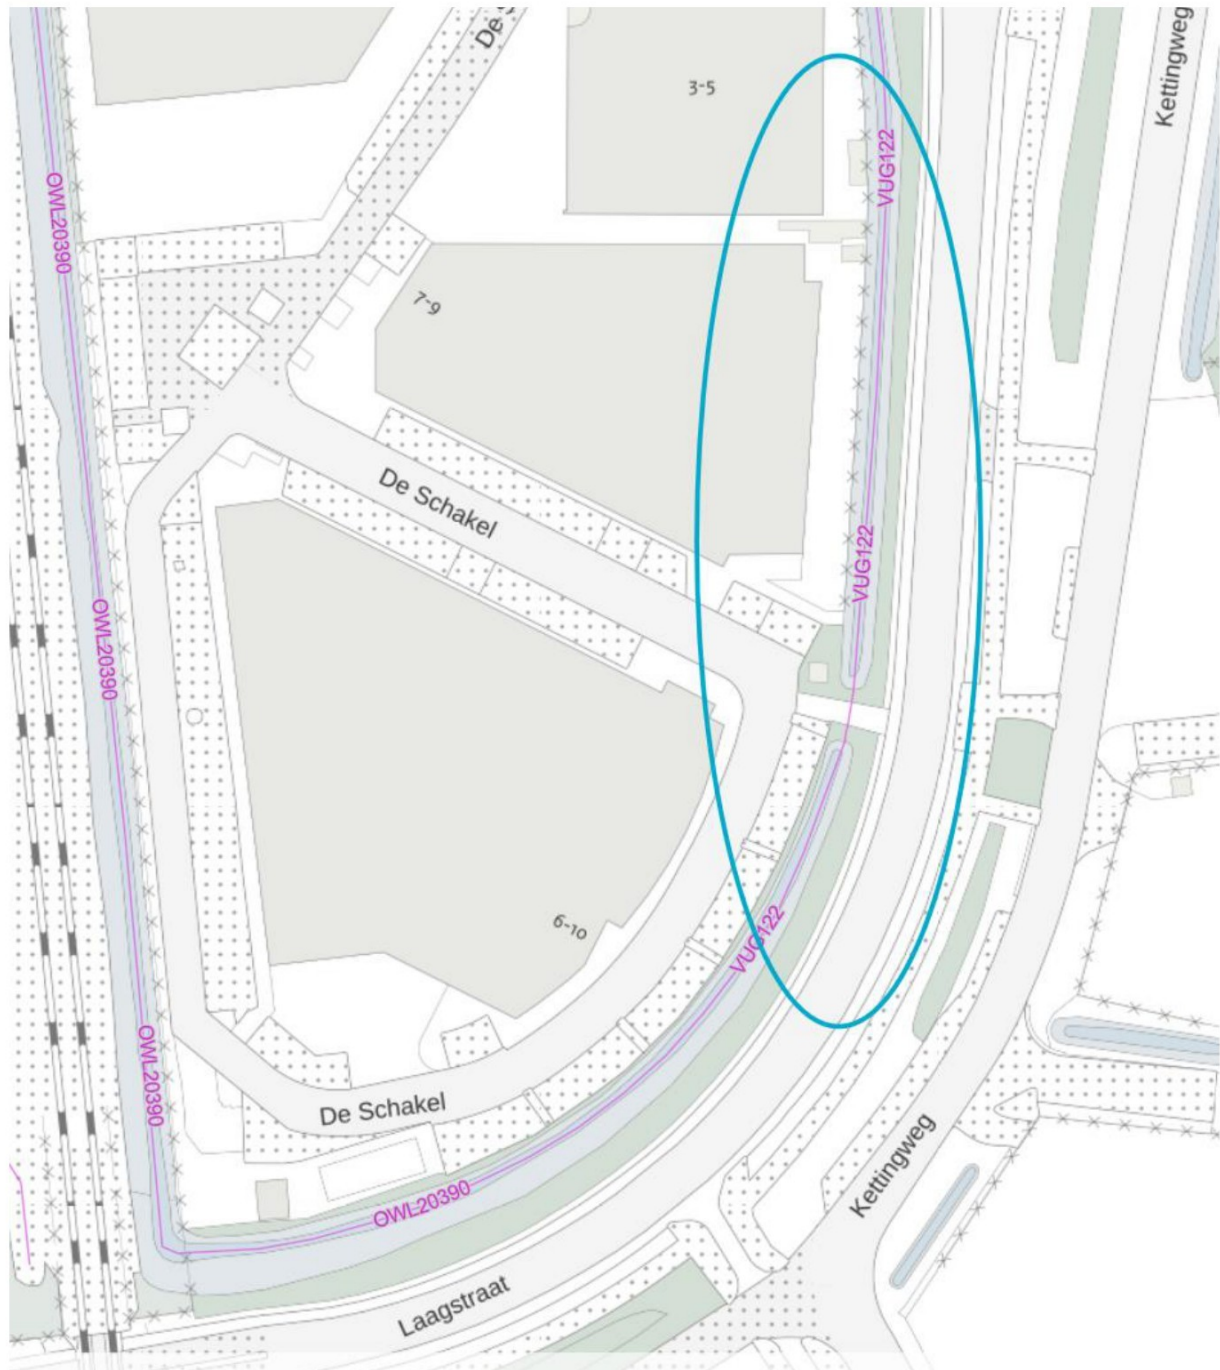 De
3-5
Kettingweg
VUG122
OWL20390
7-9
De Schakel
VUG122
OWL20390
6-10
VUG122
OWL20390
De Schakel
Kettingweg
OWL20390
Laagstraat